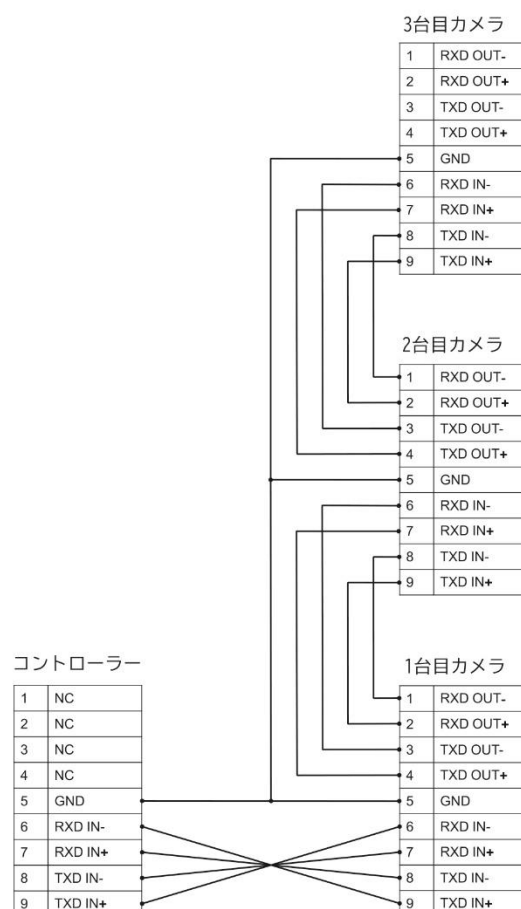 3台目カメラ
1 RXD OUT-
2 RXD OUT+
3 TXD OUT-
4 TXD OUT+
5 GND
6 RXD IN-
7 RXD IN+
8 TXD IN-
9 TXD IN+
2台目カメラ
1 RXD OUT-
2 RXD OUT+
3 TXD OUT-
4 TXD OUT+
5 GND
6 RXD IN-
7 RXD IN+
8 TXD IN-
9 TXD IN+
コントローラー
1 NC
2 NC
3 NC
4 NC
5 GND
6 RXD IN-
7 RXD IN+
8 TXD IN-
9 TXD IN+
1台目カメラ
1 RXD OUT-
2 RXD OUT+
3 TXD OUT-
4 TXD OUT+
5 GND
6 RXD IN-
7 RXD IN+
8 TXD IN-
9 TXD IN+